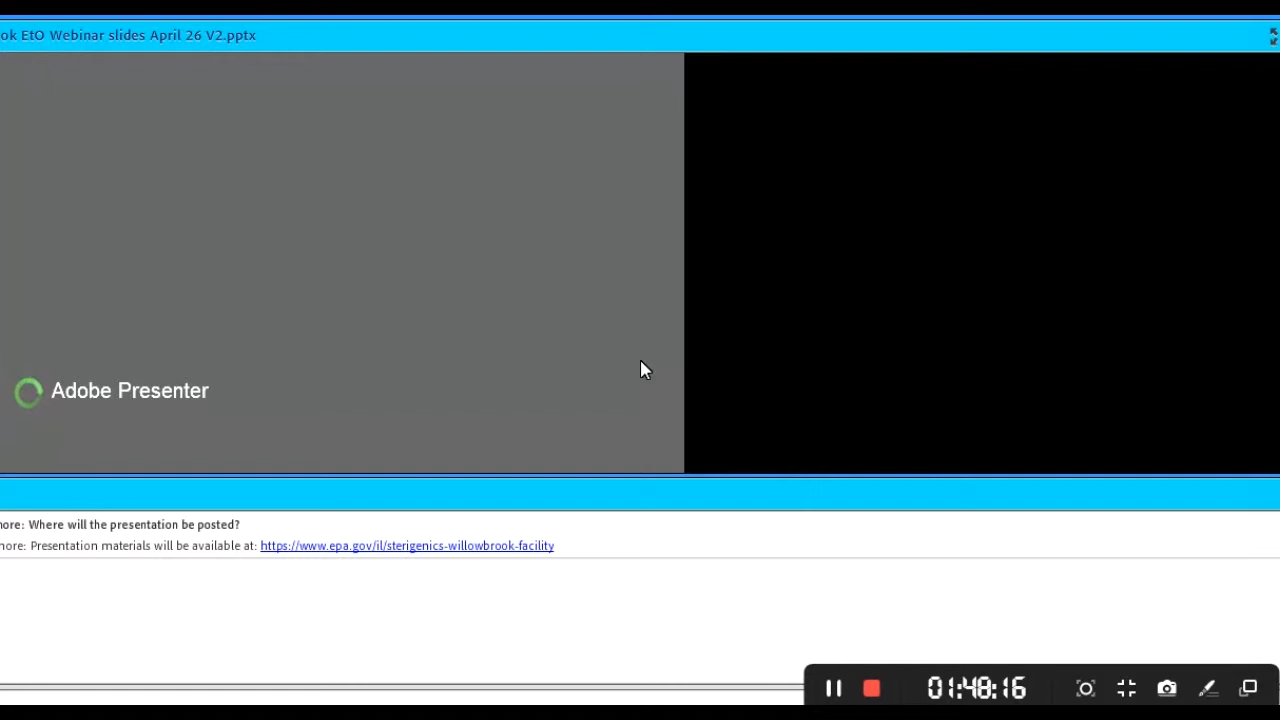 ok EtO Webinar slides April 26 V2.pptx
Adobe Presenter
nore: Where will the presentation be posted?
nore: Presentation materials will be available at: https://www.epa.gov/il/sterigenics-willowbrook-facility
01:48:16